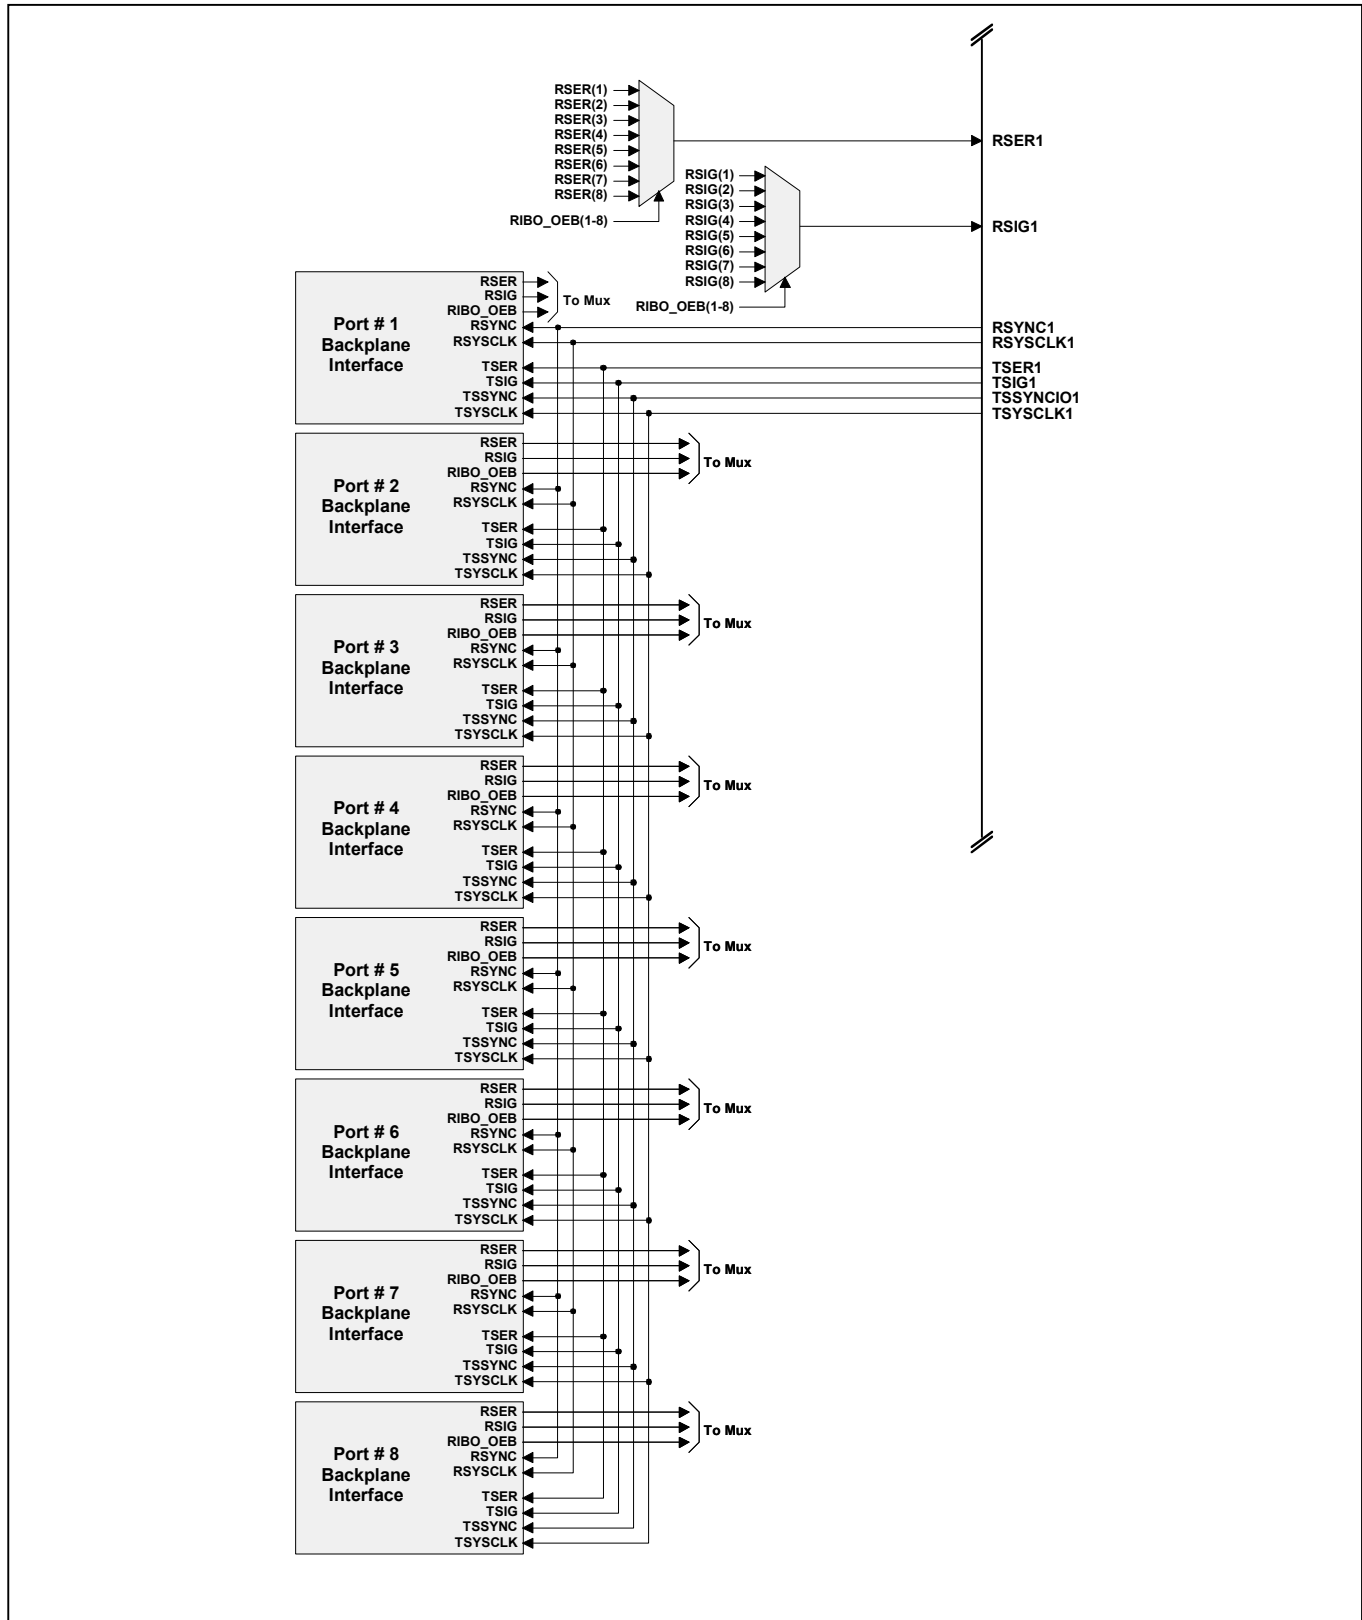 RSER(1)
RSER(2)
RSER(3)
RSER(4)
RSER(5)
RSER(6)
RSER(7)
RSER(8)
RIBO_OEB(1-8)
RSER1
RSIG(1)
RSIG(2)
RSIG(3)
RSIG(4)
RSIG(5)
RSIG(6)
RSIG(7)
RSIG(8)
RIBO_OEB(1-8)
RSIG1
Port # 1
Backplane
Interface
RSER
RSIG
RIBO_OEB
RSYNC
RSYSCLK
TSER
TSIG
TSSYNC
TSYSCLK
To Mux
RSYNC1
RSYSCLK1
TSER1
TSIG1
TSSYNCIO1
TSYSCLK1
Port # 2
Backplane
Interface
RSER
RSIG
RIBO_OEB
RSYNC
RSYSCLK
TSER
TSIG
TSSYNC
TSYSCLK
To Mux
Port # 3
Backplane
Interface
RSER
RSIG
RIBO_OEB
RSYNC
RSYSCLK
TSER
TSIG
TSSYNC
TSYSCLK
To Mux
Port # 4
Backplane
Interface
RSER
RSIG
RIBO_OEB
RSYNC
RSYSCLK
TSER
TSIG
TSSYNC
TSYSCLK
To Mux
Port # 5
Backplane
Interface
RSER
RSIG
RIBO_OEB
RSYNC
RSYSCLK
TSER
TSIG
TSSYNC
TSYSCLK
To Mux
Port # 6
Backplane
Interface
RSER
RSIG
RIBO_OEB
RSYNC
RSYSCLK
TSER
TSIG
TSSYNC
TSYSCLK
To Mux
Port # 7
Backplane
Interface
RSER
RSIG
RIBO_OEB
RSYNC
RSYSCLK
TSER
TSIG
TSSYNC
TSYSCLK
To Mux
Port # 8
Backplane
Interface
RSER
RSIG
RIBO_OEB
RSYNC
RSYSCLK
TSER
TSIG
TSSYNC
TSYSCLK
To Mux